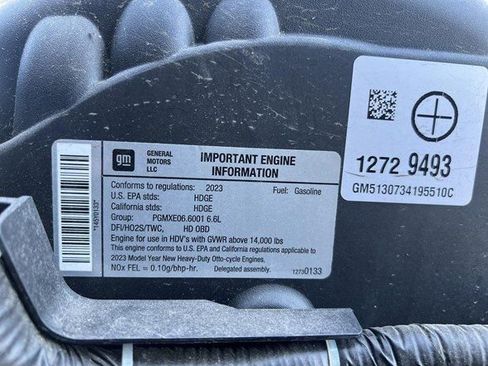 gm
GENERAL
MOTORS
LLC
IMPORTANT ENGINE
INFORMATION
Conforms to regulations: 2023 Fuel: Gasoline
U.S. EPA stds: HDGE
California stds: HDGE
Group: PGMXE06.6001 6.6L
DFI/HO2S/TWC, HD OBD
Engine for use in HDV's with GVWR above 14,000 lbs
This engine conforms to U.S. EPA and California regulations applicable to
2023 Model Year New Heavy-Duty Otto-cycle Engines.
NOx FEL = 0.10g/bhp-hr. Delegated assembly. 12730133
1272 9493
GM5130734195510C